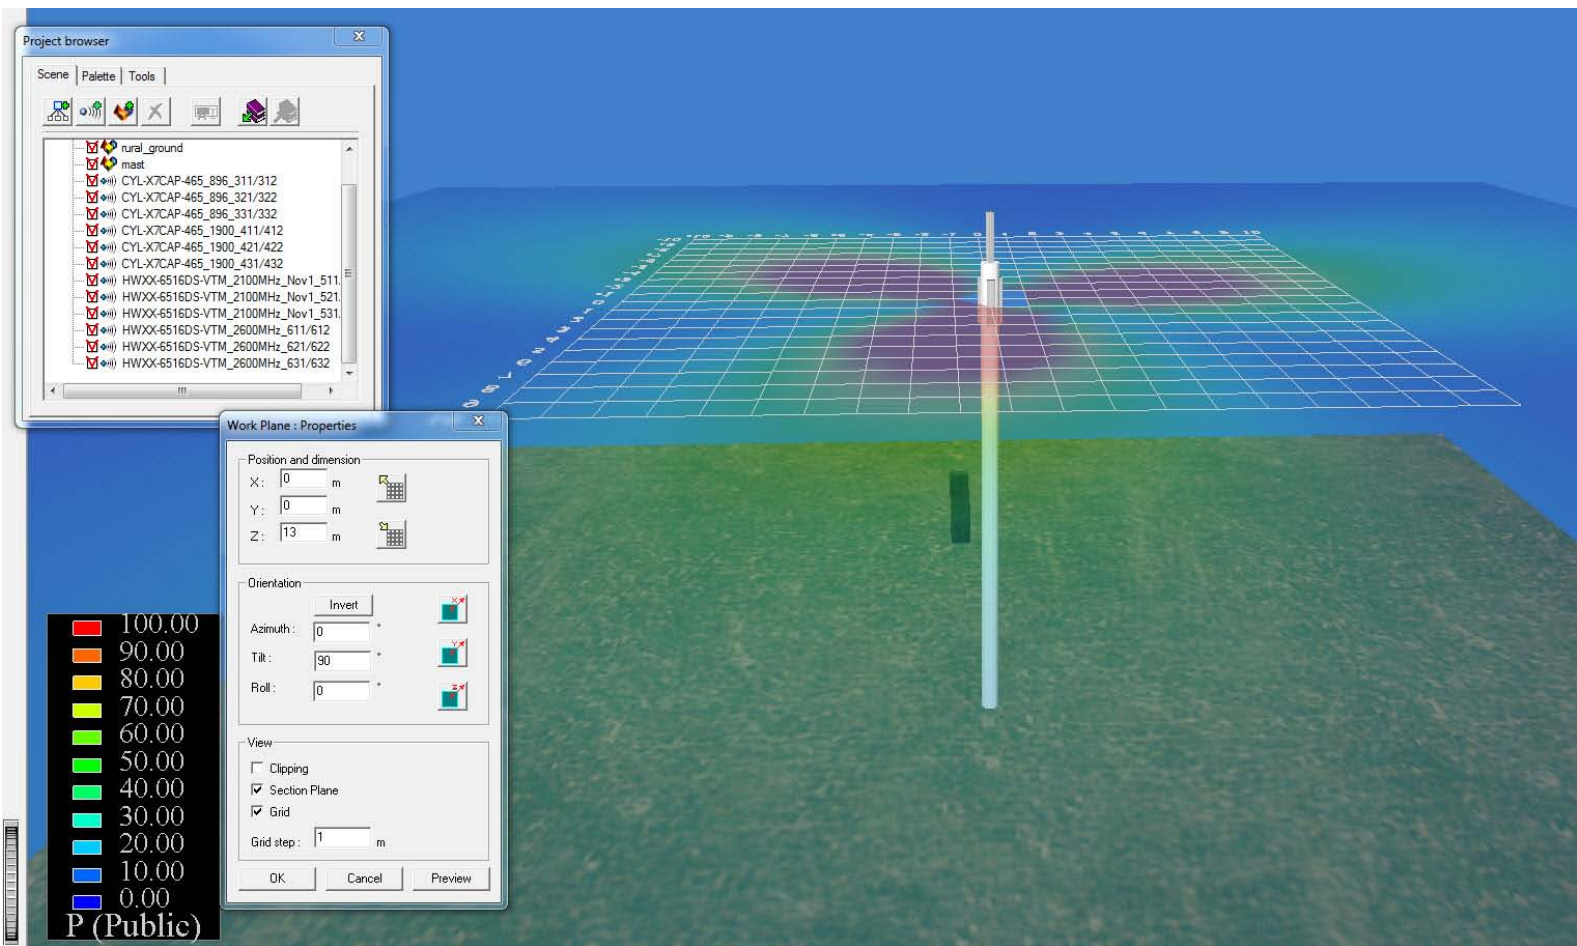 Project browser
Scene
Palette
Tools
rural_ground
mast
CYL-X7CAP-465_896_311/312
CYL-X7CAP-465_896_321/322
CYL-X7CAP-465_896_331/332
CYL-X7CAP-465_1900_411/412
CYL-X7CAP-465_1900_421/422
CYL-X7CAP-465_1900_431/432
HWXX-6516DS-VTM_2100MHz_Nov1_511.
HWXX-6516DS-VTM_2100MHz_Nov1_521.
HWXX-6516DS-VTM_2100MHz_Nov1_531.
HWXX-6516DS-VTM_2600MHz_611/612
HWXX-6516DS-VTM_2600MHz_621/622
HWXX-6516DS-VTM_2600MHz_631/632
Work Plane : Properties
Position and dimension
X : 0 m
Y : 0 m
Z : 13 m
Orientation
Invert
Azimuth : 0 °
Tilt : 90 °
Roll : 0 °
View
Clipping
Section Plane
Grid
Grid step : 1 m
OK Cancel Preview
100.00
90.00
80.00
70.00
60.00
50.00
40.00
30.00
20.00
10.00
0.00
P (Public)